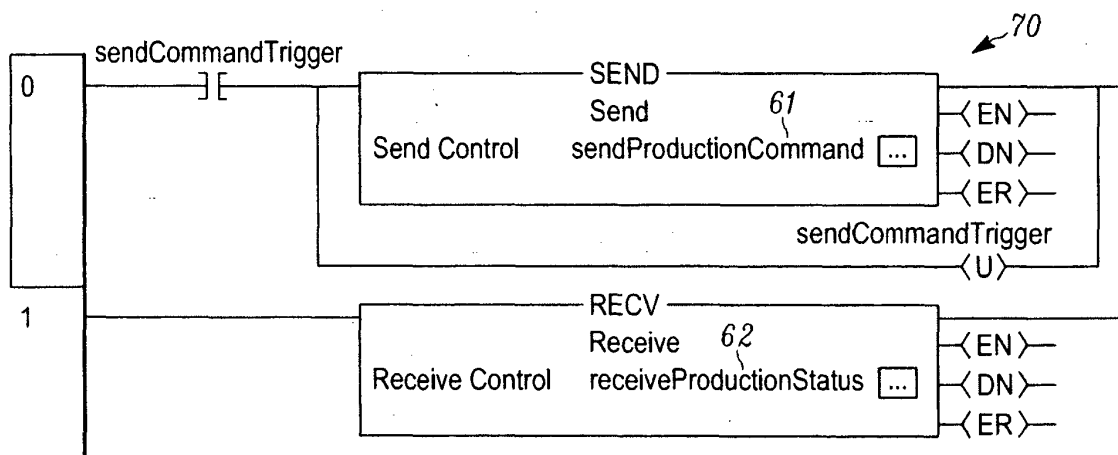 70
sendCommandTrigger
0
SEND
Send
61
EN
Send Control sendProductionCommand ... DN
ER
sendCommandTrigger
U
1
RECV
Receive
62
EN
Receive Control receiveProductionStatus ... DN
ER